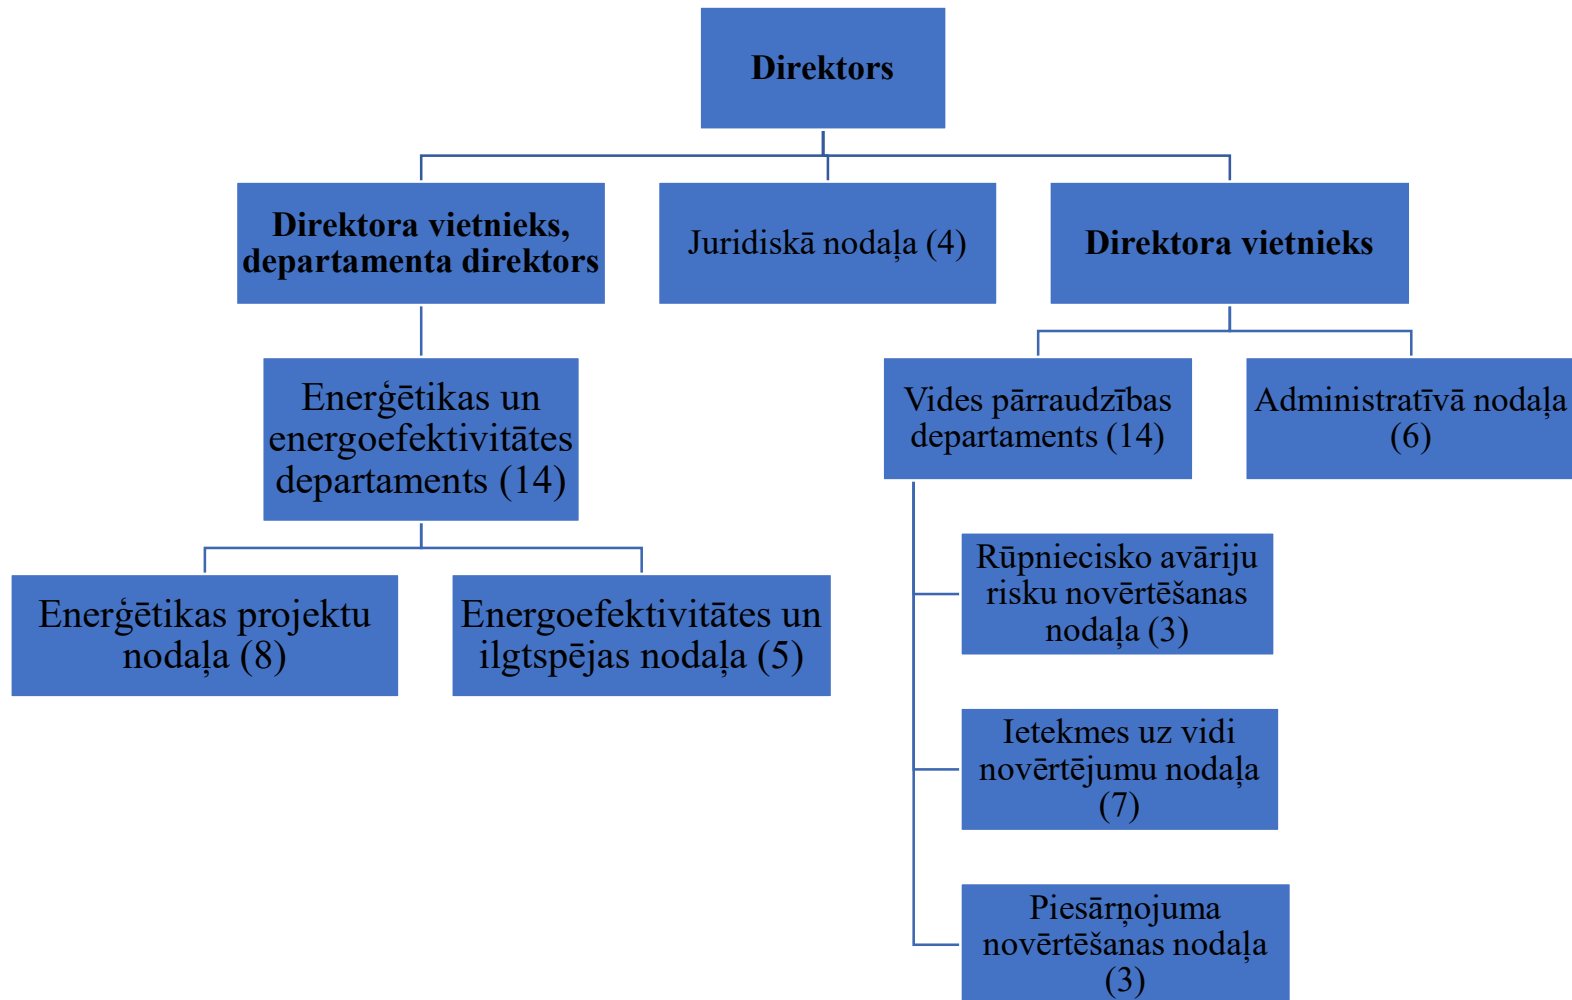 Direktors
Direktora vietnieks,
departamenta direktors
Juridiskā nodaļa (4)
Direktora vietnieks
Enerģētikas un
energoefektivitātes
departaments (14)
Vides pārraudzības
departaments (14)
Administratīvā nodaļa
(6)
Enerģētikas projektu
nodaļa (8)
Energoefektivitātes un
ilgtspējas nodaļa (5)
Rūpniecisko avāriju
risku novērtēšanas
nodaļa (3)
Ietekmes uz vidi
novērtējumu nodaļa
(7)
Piesārņojuma
novērtēšanas nodaļa
(3)